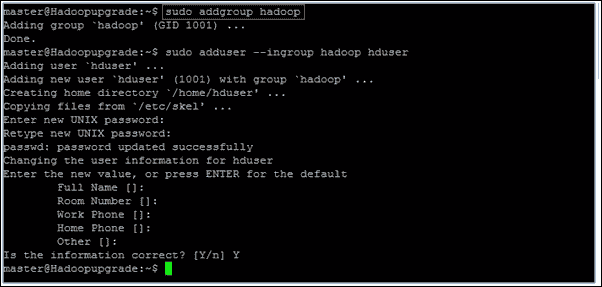 master@Hadoopupgrade:~$ sudo addgroup hadoop
Adding group `hadoop' (GID 1001) ...
Done.
master@Hadoopupgrade:~$ sudo adduser --ingroup hadoop hduser
Adding user `hduser' ...
Adding new user `hduser' (1001) with group `hadoop' ...
Creating home directory `/home/hduser' ...
Copying files from `/etc/skel' ...
Enter new UNIX password:
Retype new UNIX password:
passwd: password updated successfully
Changing the user information for hduser
Enter the new value, or press ENTER for the default
Full Name []:
Room Number []:
Work Phone []:
Home Phone []:
Other []:
Is the information correct? [Y/n] Y
master@Hadoopupgrade:~$